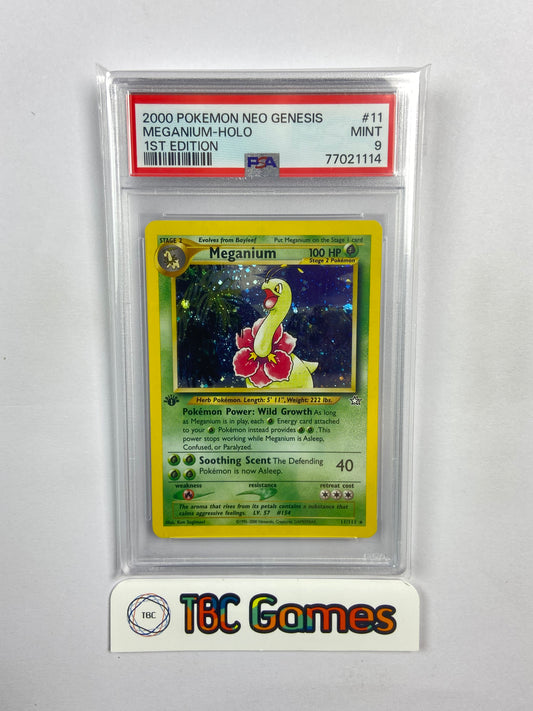 2000 POKEMON NEO GENESIS #11
MEGANIUM-HOLO MINT
1ST EDITION 9
PSA 77021114
STAGE 2 Evolves from Bayleef Put Meganium on the Stage 1 card
Meganium 100 HP
Stage 2 Pokémon
Herb Pokémon. Length: 5' 11", Weight: 222 lbs.
Pokémon Power: Wild Growth As long
as Meganium is in play, each Energy card attached
to your Pokémon instead provides . This
power stops working while Meganium is Asleep,
Confused, or Paralyzed.
Soothing Scent The Defending 40
Pokémon is now Asleep.
weakness resistance retreat cost
The aroma that rises from its petals contains a substance that
calms aggressive feelings. LV. 57 #154
Illus. Ken Sugimori 11/111
TBC
TBC Games